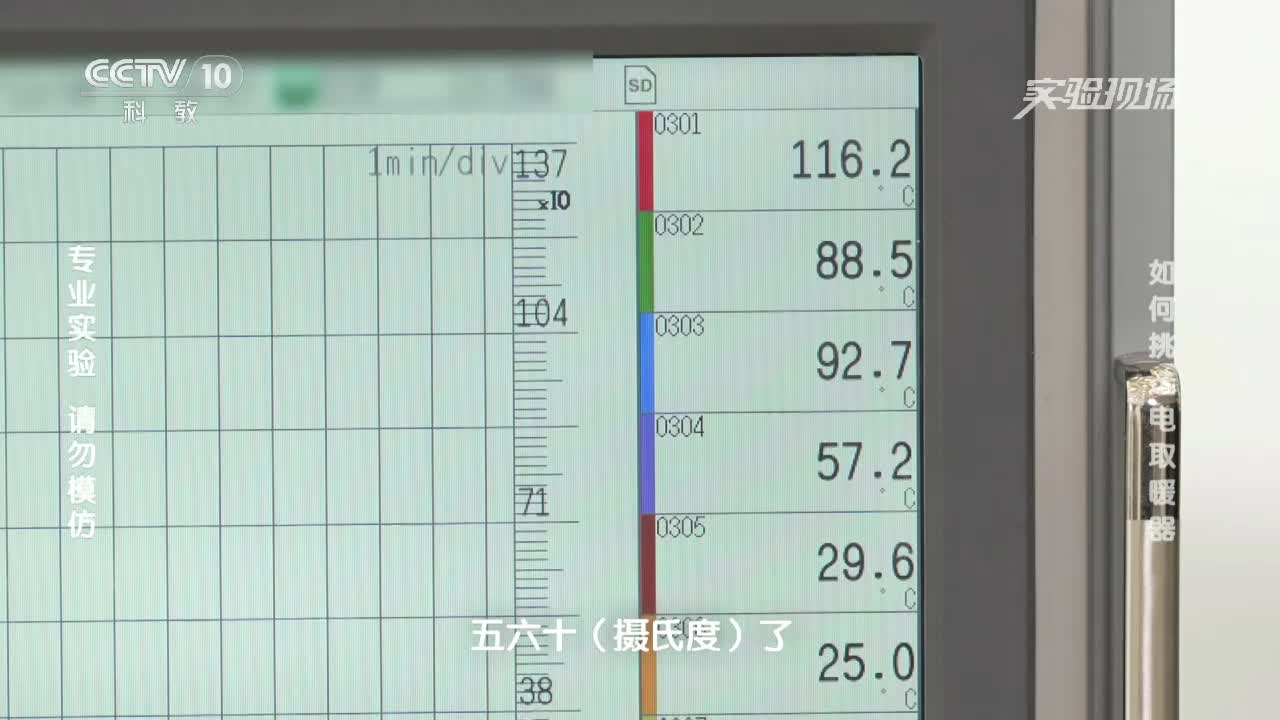 CCTV 10
科教
实验现场
SD
1min/div
137
x10
104
71
38
0301
116.2
°C
0302
88.5
°C
0303
92.7
°C
0304
57.2
°C
0305
29.6
°C
25.0
°C
专业实验 请勿模仿
如何挑 电取暖器
五六十（摄氏度）了